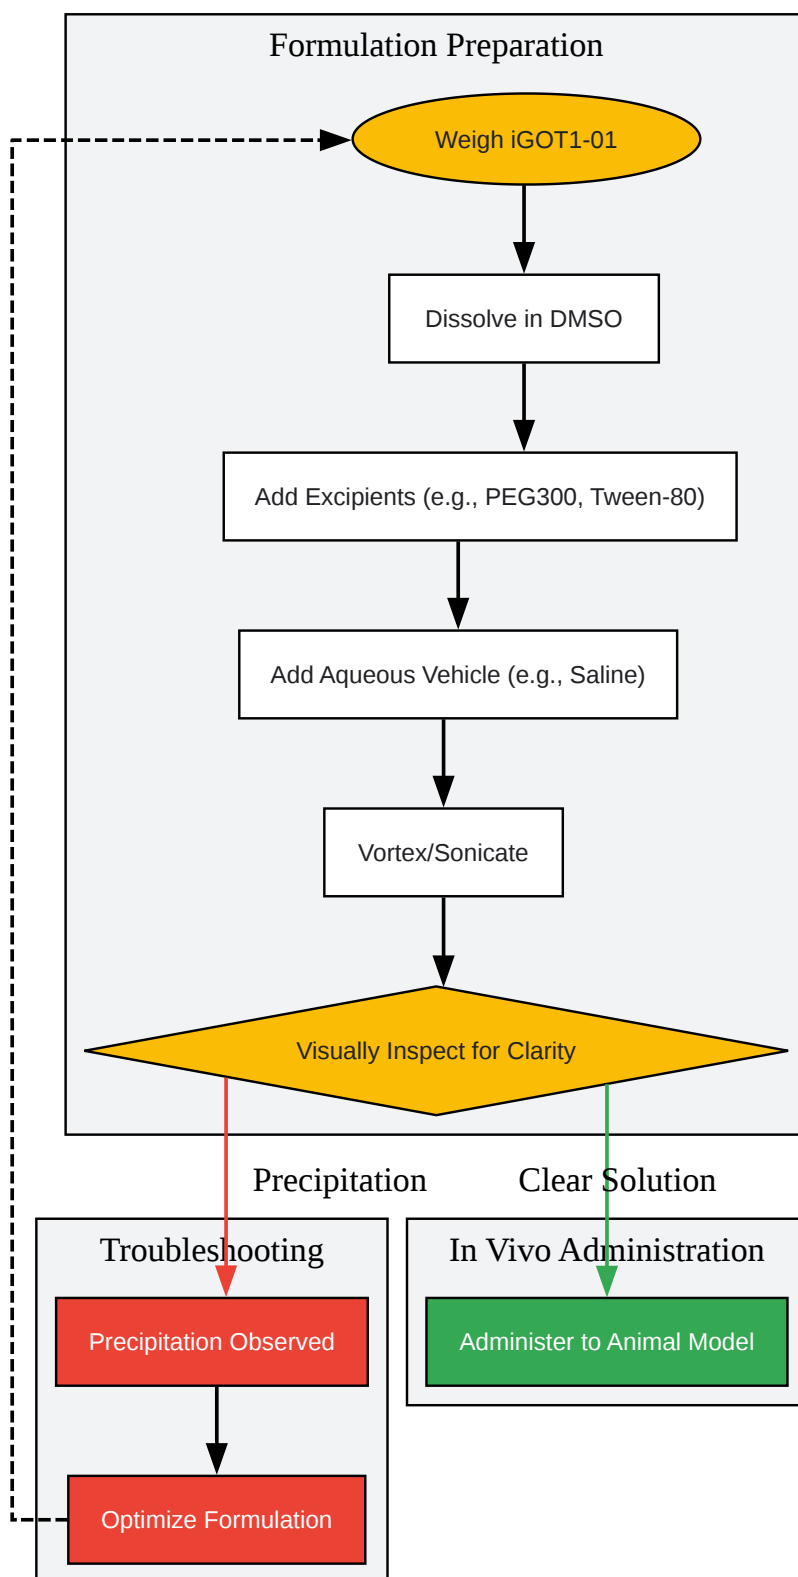 Formulation Preparation
Weigh iGOT1-01
Dissolve in DMSO
Add Excipients (e.g., PEG300, Tween-80)
Add Aqueous Vehicle (e.g., Saline)
Vortex/Sonicate
Visually Inspect for Clarity
Precipitation
Clear Solution
Troubleshooting
In Vivo Administration
Precipitation Observed
Administer to Animal Model
Optimize Formulation